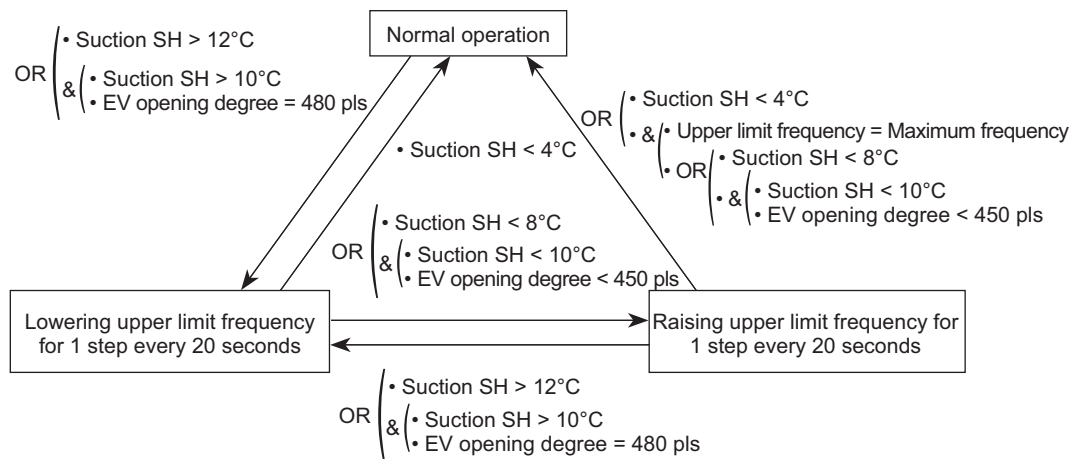 Normal operation
OR
• Suction SH > 12°C
&
• Suction SH > 10°C
• EV opening degree = 480 pls
• Suction SH < 4°C
OR
• Suction SH < 4°C
• &
• Upper limit frequency = Maximum frequency
• OR
• Suction SH < 8°C
• &
• Suction SH < 10°C
• EV opening degree < 450 pls
OR
• Suction SH < 8°C
&
• Suction SH < 10°C
• EV opening degree < 450 pls
Lowering upper limit frequency
for 1 step every 20 seconds
Raising upper limit frequency for
1 step every 20 seconds
OR
• Suction SH > 12°C
&
• Suction SH > 10°C
• EV opening degree = 480 pls